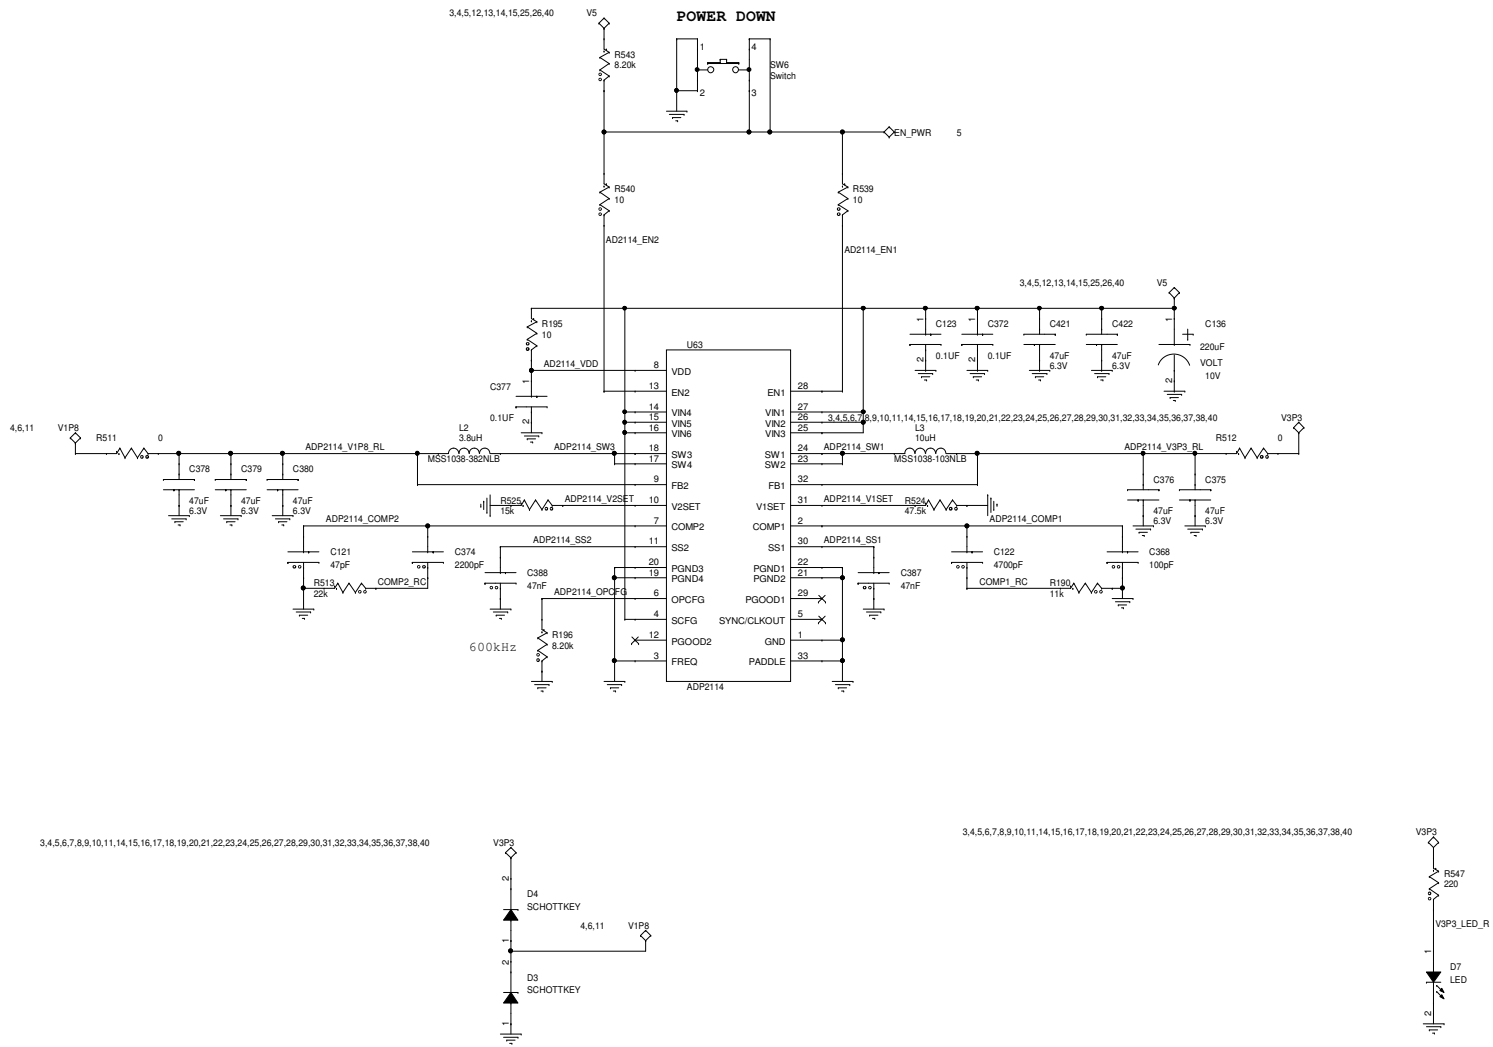 3,4,5,12,13,14,15,25,26,40 V5
POWER DOWN
R543
8.20k
1 4
SW6
Switch
2 3
EN_PWR 5
R540
10
R539
10
AD2114_EN2
AD2114_EN1
3,4,5,12,13,14,15,25,26,40 V5
R195
10
1 C123
0.1UF
2
1 C372
0.1UF
2
C421
47uF
6.3V
C422
47uF
6.3V
1 C136
220uF
VOLT
10V
2
U63
AD2114_VDD 8 VDD
C377 1
0.1UF
2
13 EN2
EN1 28
14 VIN4
15 VIN5
16 VIN6
VIN1 27
VIN2 26
VIN3 25
3,4,5,6,7,8,9,10,11,14,15,16,17,18,19,20,21,22,23,24,25,26,27,28,29,30,31,32,33,34,35,36,37,38,40 V3P3
4,6,11 V1P8
R511 0
ADP2114_V1P8_RL
L2
3.8uH
MSS1038-382NLB
ADP2114_SW3 18 SW3
17 SW4
SW1 24 ADP2114_SW1
SW2 23
L3
10uH
MSS1038-103NLB
ADP2114_V3P3_RL
R512 0
C378
47uF
6.3V
C379
47uF
6.3V
C380
47uF
6.3V
9 FB2
FB1 32
C376
47uF
6.3V
C375
47uF
6.3V
R525
15k
ADP2114_V2SET 10 V2SET
V1SET 31 ADP2114_V1SET
R524
47.5k
ADP2114_COMP2 7 COMP2
COMP1 2 ADP2114_COMP1
C121
47pF
C374
2200pF
R513
22k
COMP2_RC
ADP2114_SS2 11 SS2
C388
47nF
SS1 30 ADP2114_SS1
C387
47nF
C122
4700pF
C368
100pF
COMP1_RC
R190
11k
20 PGND3
19 PGND4
PGND1 22
PGND2 21
ADP2114_OPCFG 6 OPCFG
PGOOD1 29
4 SCFG
SYNC/CLKOUT 5
R196
8.20k
600kHz
12 PGOOD2
GND 1
3 FREQ
PADDLE 33
ADP2114
3,4,5,6,7,8,9,10,11,14,15,16,17,18,19,20,21,22,23,24,25,26,27,28,29,30,31,32,33,34,35,36,37,38,40 V3P3
2
D4
SCHOTTKEY
1
4,6,11 V1P8
2
D3
SCHOTTKEY
1
3,4,5,6,7,8,9,10,11,14,15,16,17,18,19,20,21,22,23,24,25,26,27,28,29,30,31,32,33,34,35,36,37,38,40 V3P3
R547
220
V3P3_LED_R
1
D7
LED
2